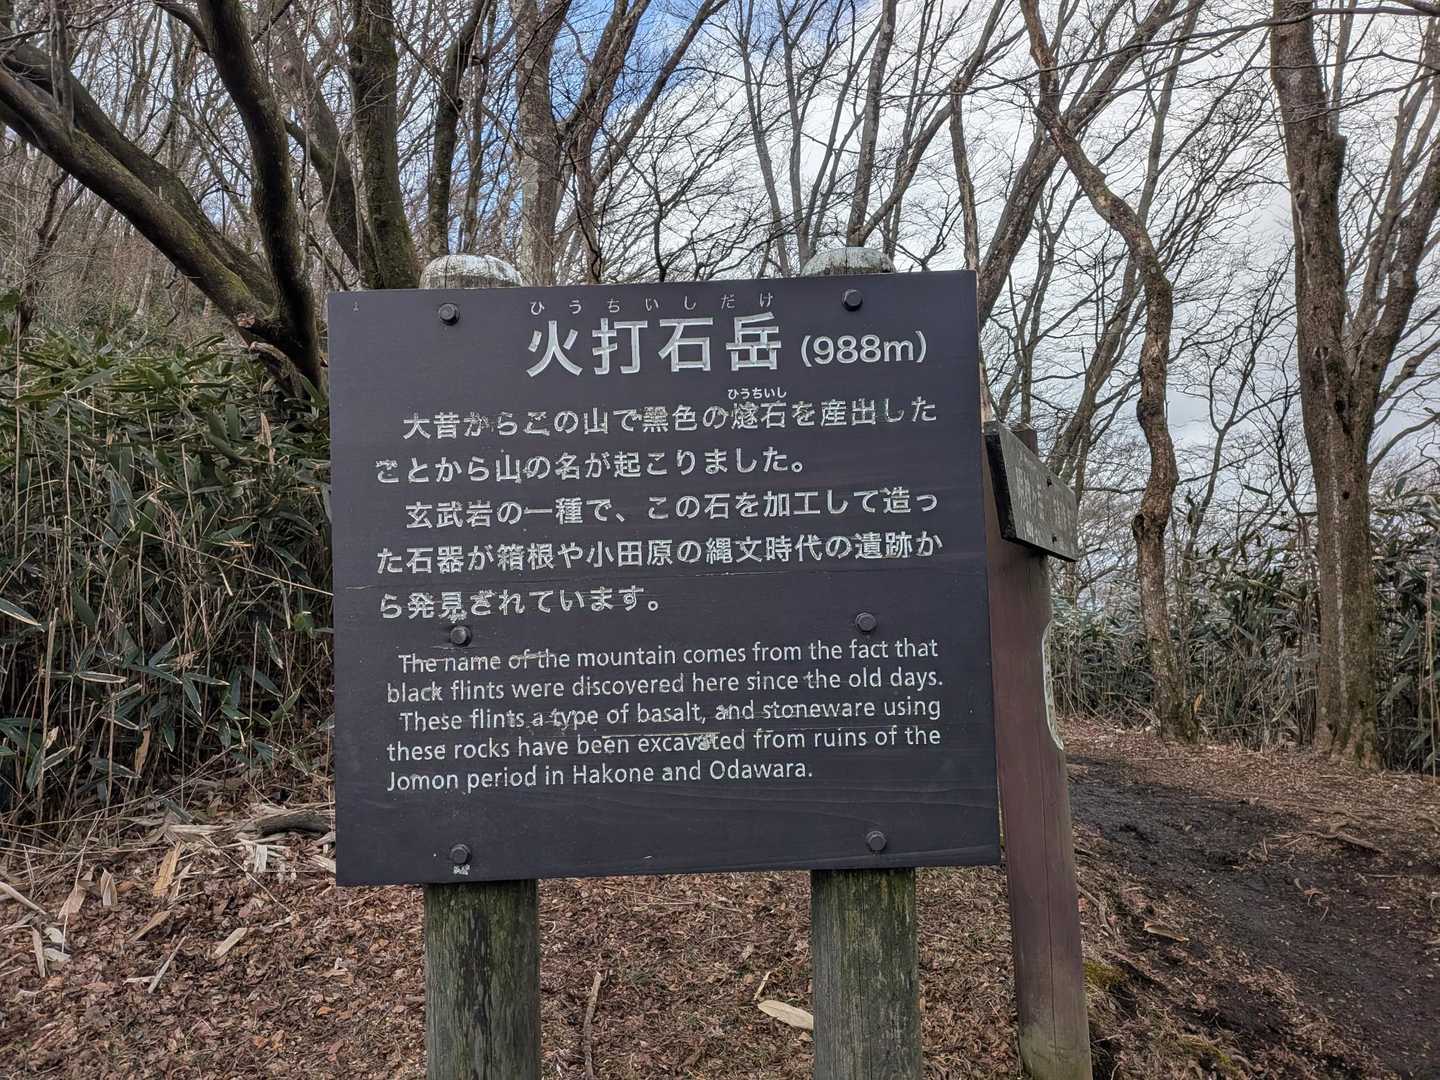 ひうちいしだけ
火打石岳 (988m)
ひうちいし
大昔からこの山で黒色の燧石を産出した
ことから山の名が起こりました。
玄武岩の一種で、この石を加工して造っ
た石器が箱根や小田原の縄文時代の遺跡か
ら発見されています。
The name of the mountain comes from the fact that
black flints were discovered here since the old days.
These flints a type of basalt, and stoneware using
these rocks have been excavated from ruins of the
Jomon period in Hakone and Odawara.